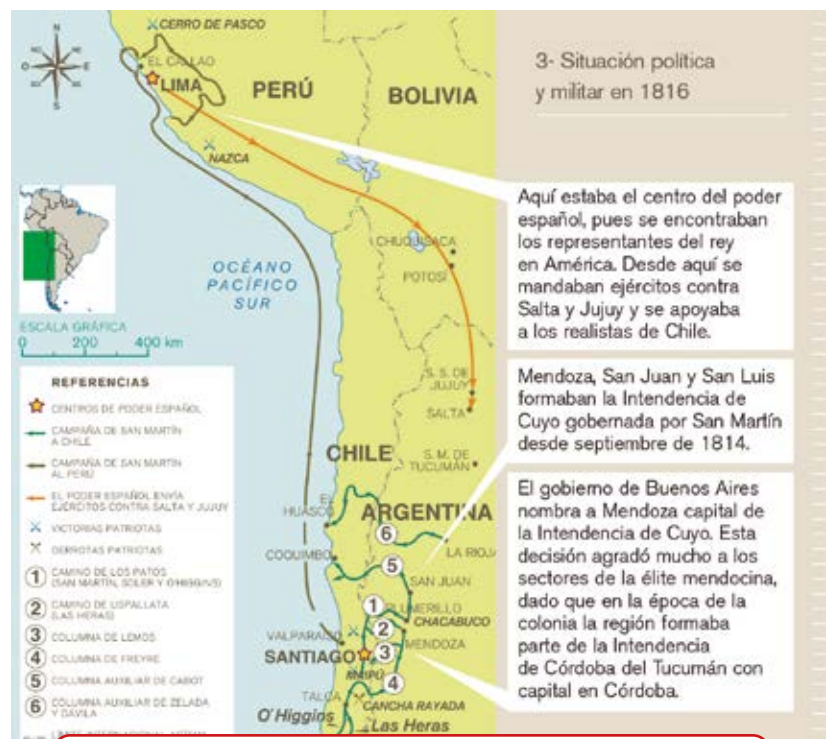 3- Situación política
y militar en 1816
Aquí estaba el centro del poder
español, pues se encontraban
los representantes del rey
en América. Desde aquí se
mandaban ejércitos contra
Salta y Jujuy y se apoyaba
a los realistas de Chile.
Mendoza, San Juan y San Luis
formaban la Intendencia de
Cuyo gobernada por San Martín
desde septiembre de 1814.
El gobierno de Buenos Aires
nombra a Mendoza capital de
la Intendencia de Cuyo. Esta
decisión agradó mucho a los
sectores de la élite mendocina,
dado que en la época de la
colonia la región formaba
parte de la Intendencia
de Córdoba del Tucumán con
capital en Córdoba.
N
O
E
S
CERRO DE PASCO
EL CALLAO
LIMA
PERÚ
BOLIVIA
NAZCA
CHUQUISACA
POTOSÍ
OCÉANO
PACÍFICO
SUR
S. S. DE
JUJUY
SALTA
CHILE
S. M. DE
TUCUMÁN
EL
HUASCO
ARGENTINA
6
LA RIOJA
COQUIMBO
5
SAN JUAN
1
PLUMERILLO
CHACABUCO
VALPARAÍSO
2
MENDOZA
SANTIAGO
3
MAIPÚ
4
TALCA
CANCHA RAYADA
O'Higgins
Las Heras
ESCALA GRÁFICA
0 200 400 km
REFERENCIAS
CENTROS DE PODER ESPAÑOL
CAMPAÑA DE SAN MARTÍN
A CHILE
CAMPAÑA DE SAN MARTÍN
AL PERÚ
EL PODER ESPAÑOL ENVÍA
EJÉRCITOS CONTRA SALTA Y JUJUY
VICTORIAS PATRIOTAS
DERROTAS PATRIOTAS
1 CAMINO DE LOS PATOS
(SAN MARTÍN, SOLER Y O'HIGGINS)
2 CAMINO DE USPALLATA
(LAS HERAS)
3 COLUMNA DE LEMOS
4 COLUMNA DE FREYRE
5 COLUMNA AUXILIAR DE CABOT
6 COLUMNA AUXILIAR DE ZELADA
Y DÁVILA